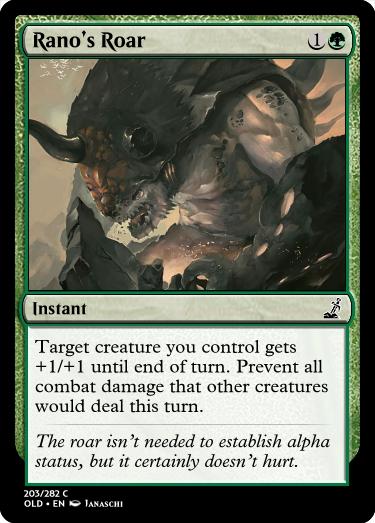 Rano's Roar 1
Instant
Target creature you control gets
+1/+1 until end of turn. Prevent all
combat damage that other creatures
would deal this turn.
The roar isn't needed to establish alpha
status, but it certainly doesn't hurt.
203/282 C
OLD • EN Janaschi